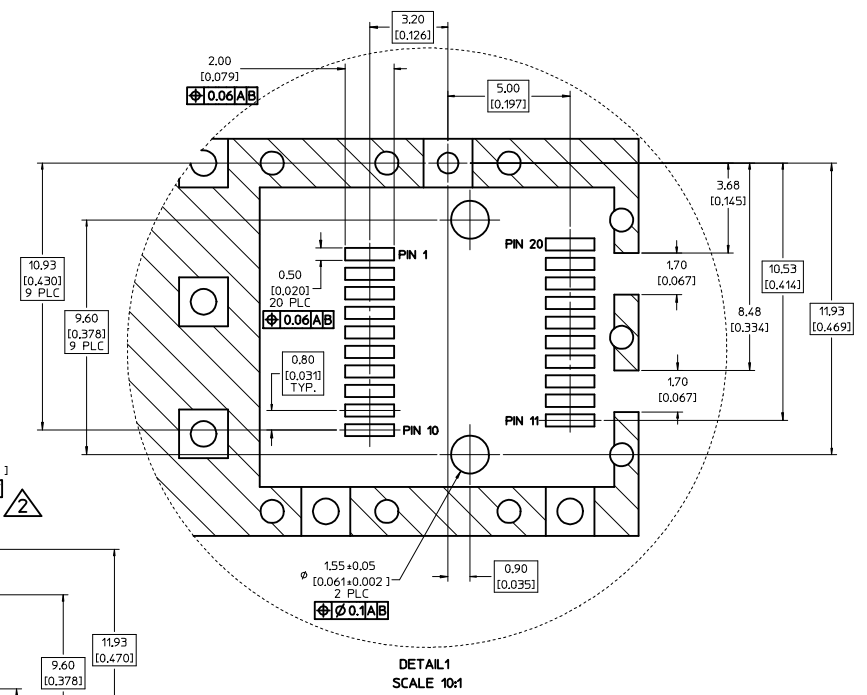 3.20
[0.126]
2.00
[0.079]
⌖ 0.06 A B
5.00
[0.197]
3.68
[0.145]
PIN 1
PIN 20
10.93
[0.430]
9 PLC
0.50
[0.020]
20 PLC
⌖ 0.06 A B
1.70
[0.067]
10.53
[0.414]
8.48
[0.334]
11.93
[0.469]
9.60
[0.378]
9 PLC
0.80
[0.031]
TYP.
1.70
[0.067]
PIN 10
PIN 11
]
2
⌀ 1.55±0.05
[0.061±0.002 ]
2 PLC
⌖ ⌀ 0.1 A B
0.90
[0.035]
11.93
[0.470]
9.60
[0.378]
DETAIL1
SCALE 10:1